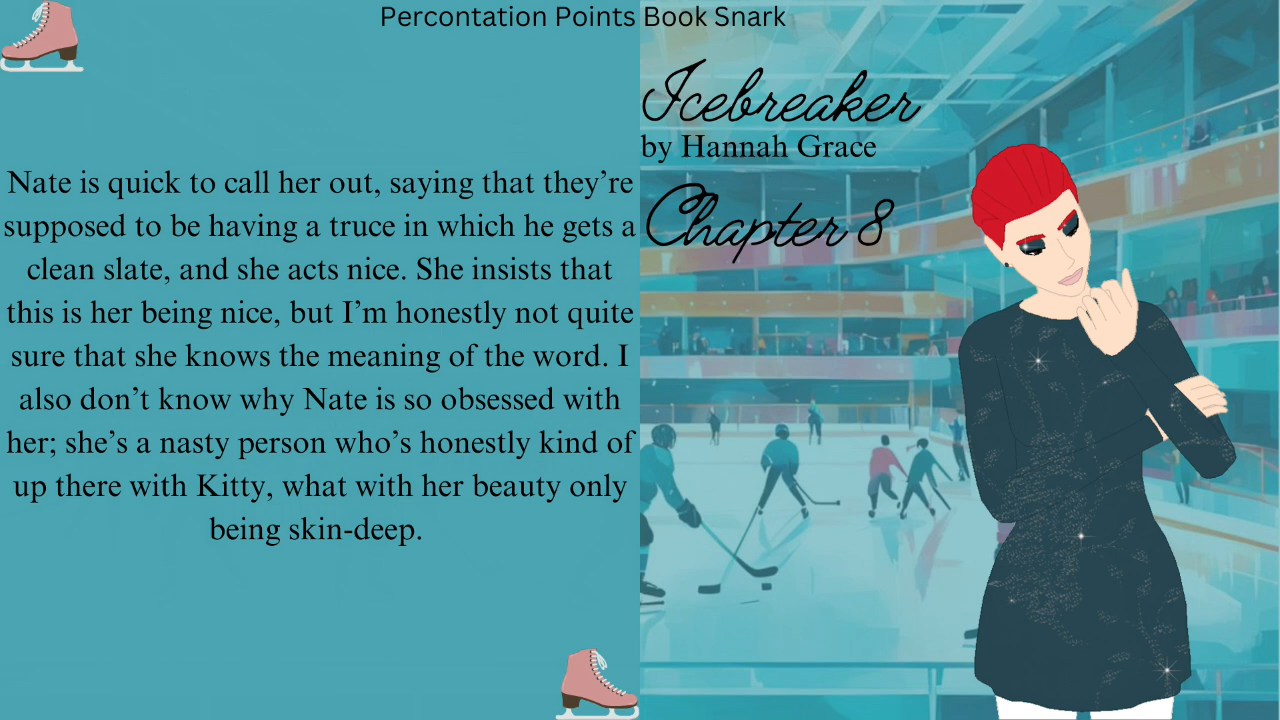 Percontation Points Book Snark
Icebreaker
by Hannah Grace
Chapter 8
Nate is quick to call her out, saying that they’re
supposed to be having a truce in which he gets a
clean slate, and she acts nice. She insists that
this is her being nice, but I’m honestly not quite
sure that she knows the meaning of the word. I
also don’t know why Nate is so obsessed with
her; she’s a nasty person who’s honestly kind of
up there with Kitty, what with her beauty only
being skin-deep.